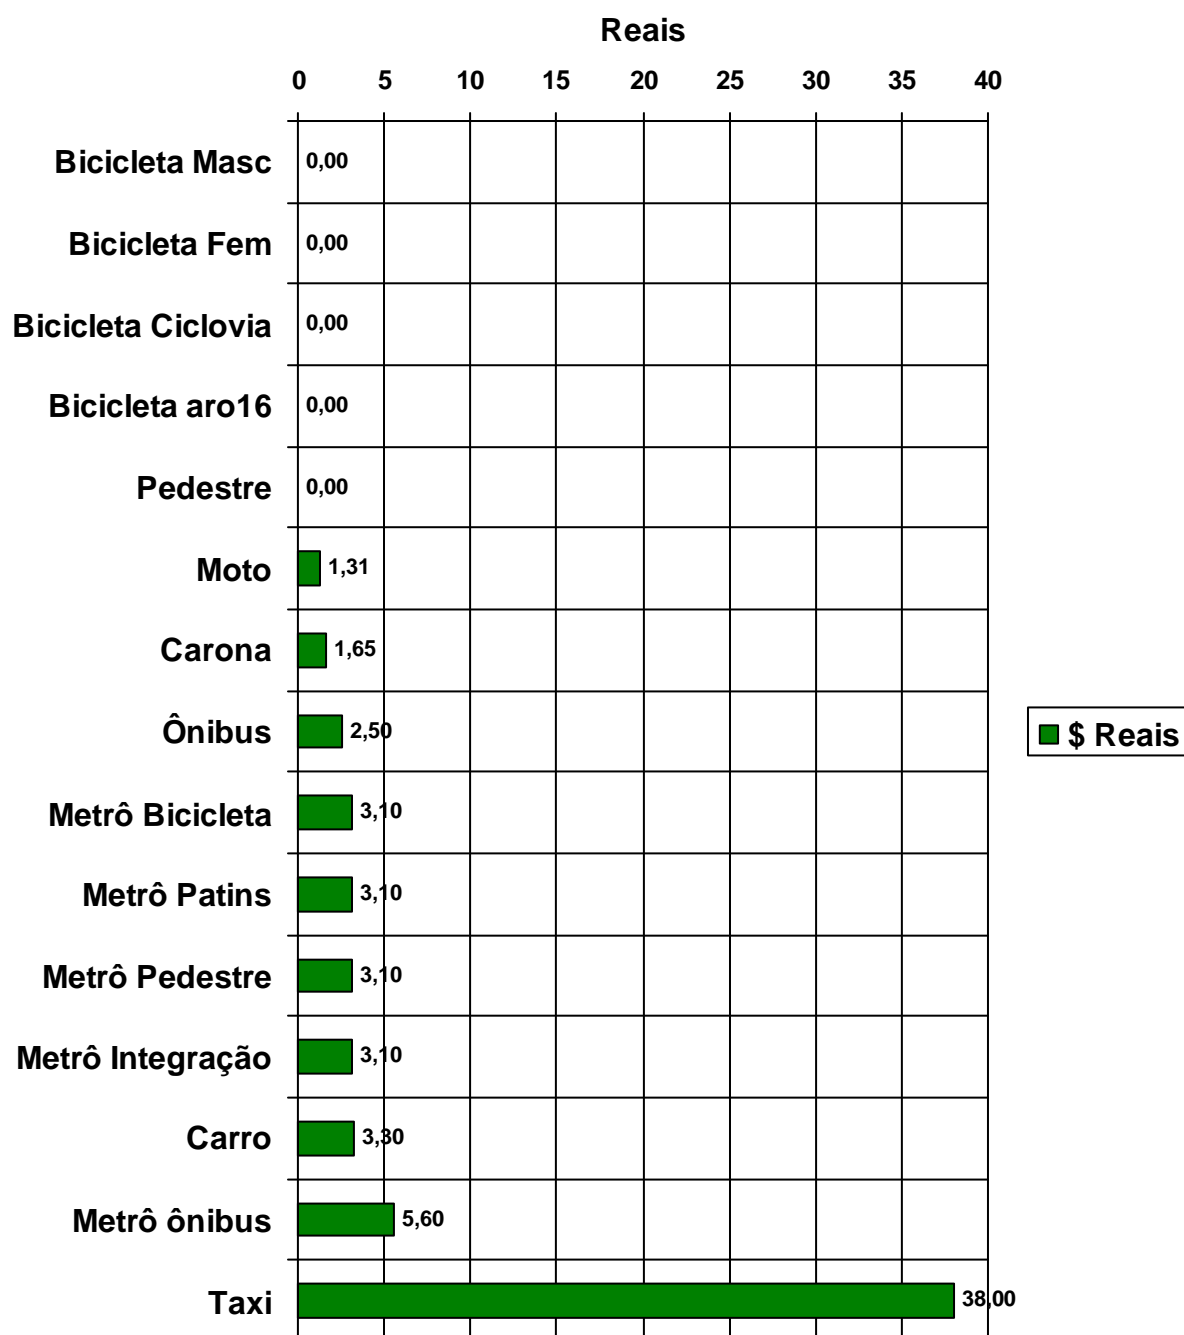 Reais
0 5 10 15 20 25 30 35 40
Bicicleta Masc 0,00
Bicicleta Fem 0,00
Bicicleta Ciclovia 0,00
Bicicleta aro16 0,00
Pedestre 0,00
Moto 1,31
Carona 1,65
Ônibus 2,50
$ Reais
Metrô Bicicleta 3,10
Metrô Patins 3,10
Metrô Pedestre 3,10
Metrô Integração 3,10
Carro 3,30
Metrô ônibus 5,60
Taxi 38,00